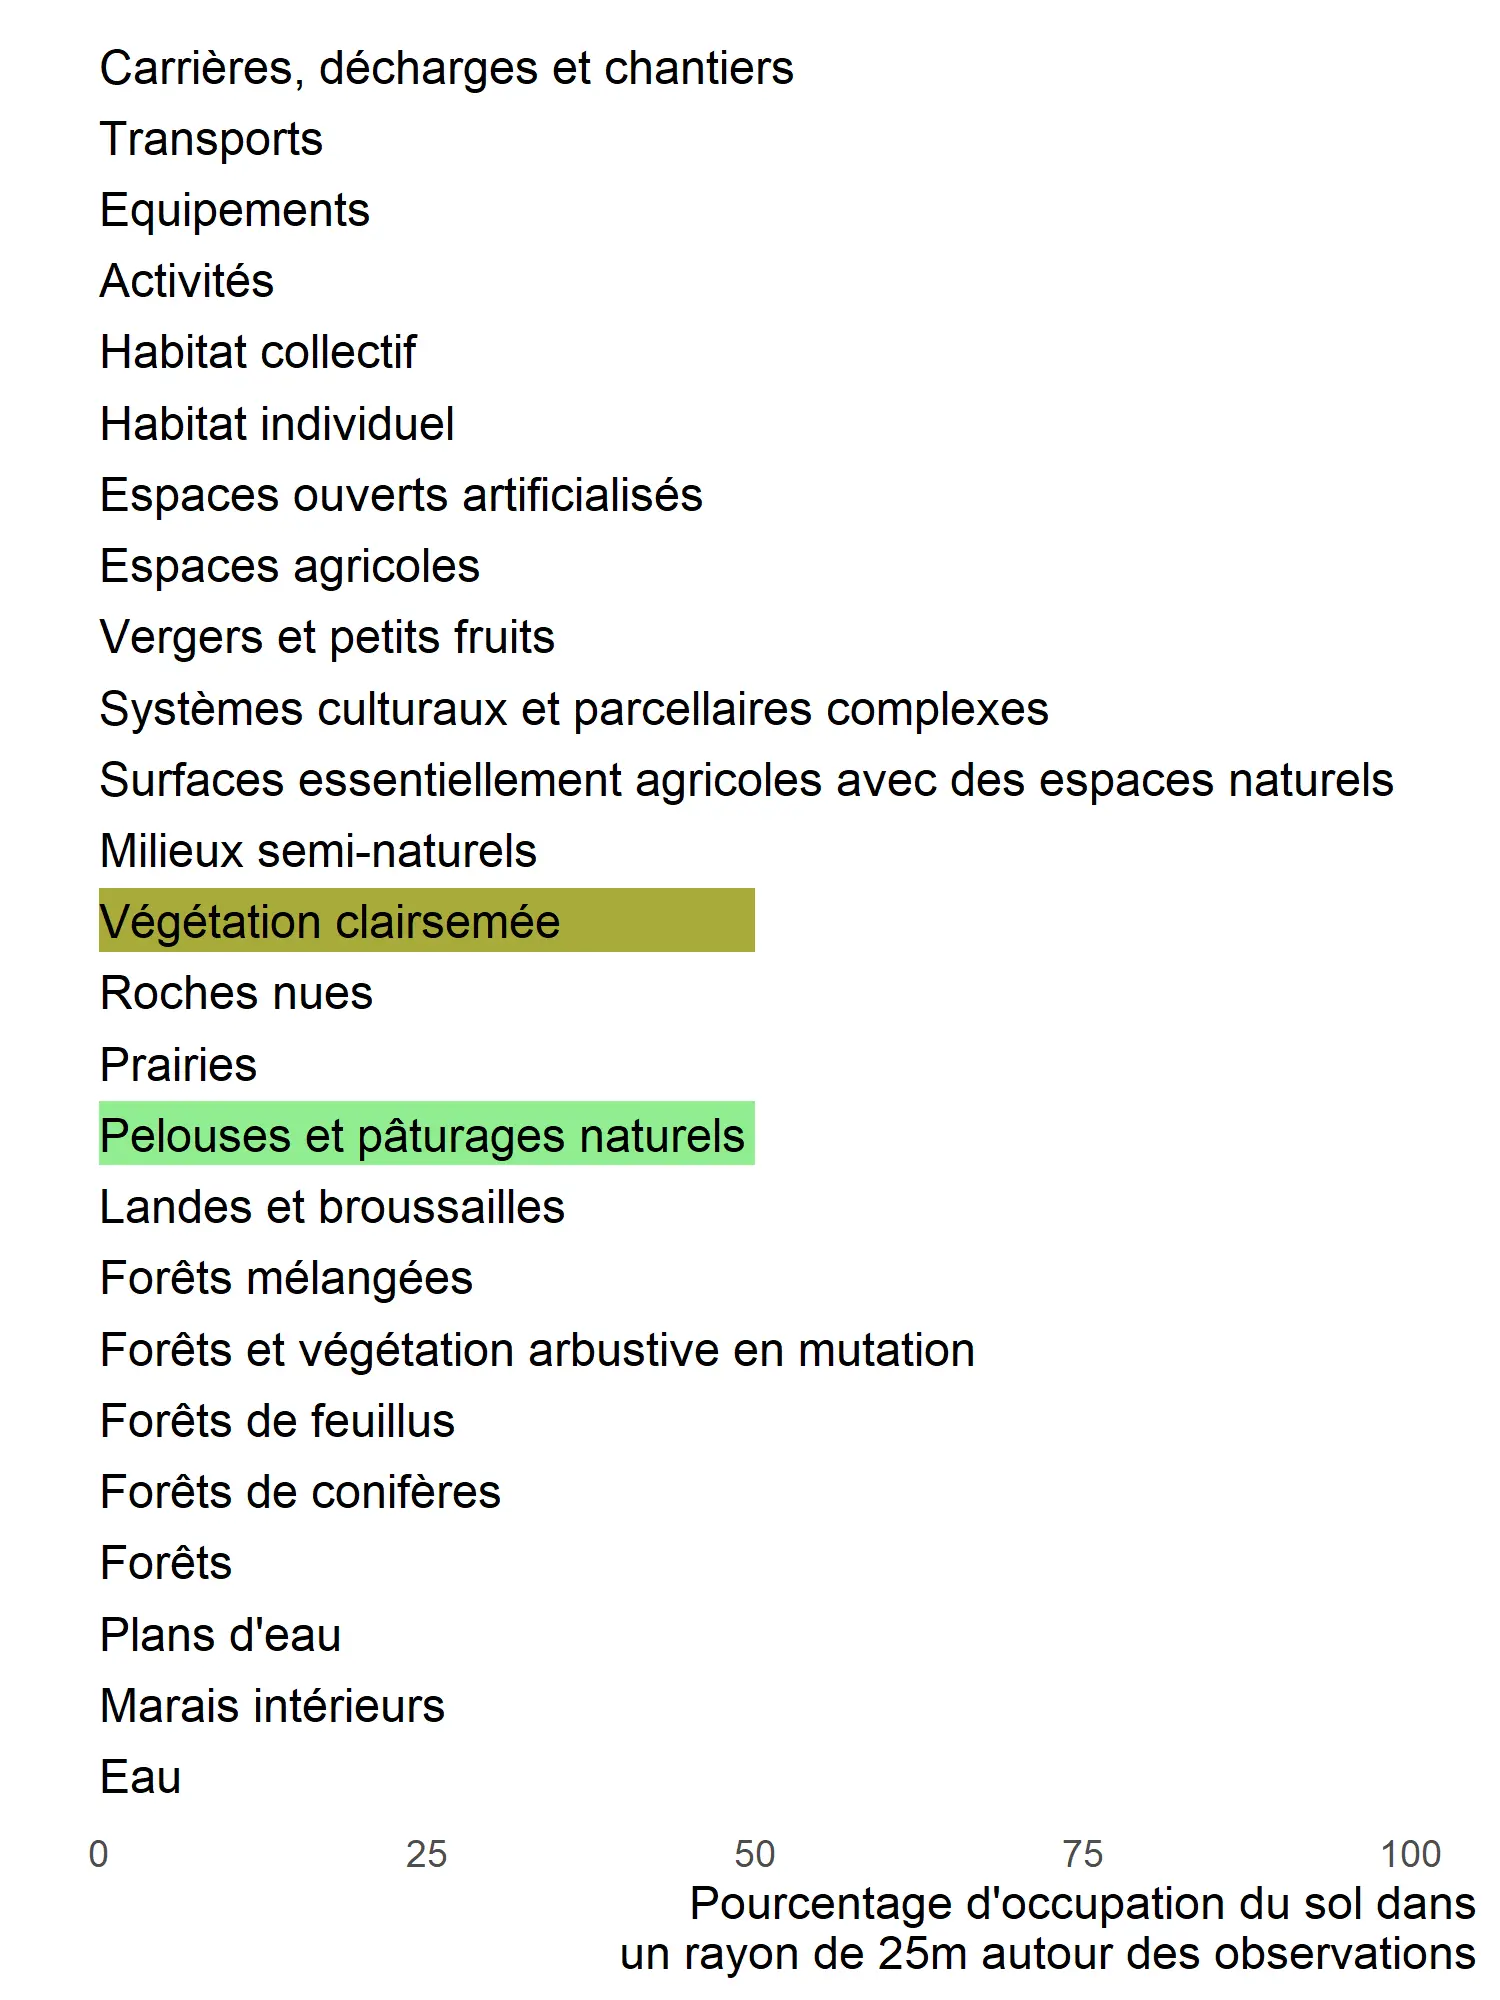 Carrières, décharges et chantiers
Transports
Equipements
Activités
Habitat collectif
Habitat individuel
Espaces ouverts artificialisés
Espaces agricoles
Vergers et petits fruits
Systèmes culturaux et parcellaires complexes
Surfaces essentiellement agricoles avec des espaces naturels
Milieux semi-naturels
Végétation clairsemée
Roches nues
Prairies
Pelouses et pâturages naturels
Landes et broussailles
Forêts mélangées
Forêts et végétation arbustive en mutation
Forêts de feuillus
Forêts de conifères
Forêts
Plans d'eau
Marais intérieurs
Eau
0 25 50 75 100
Pourcentage d'occupation du sol dans
un rayon de 25m autour des observations